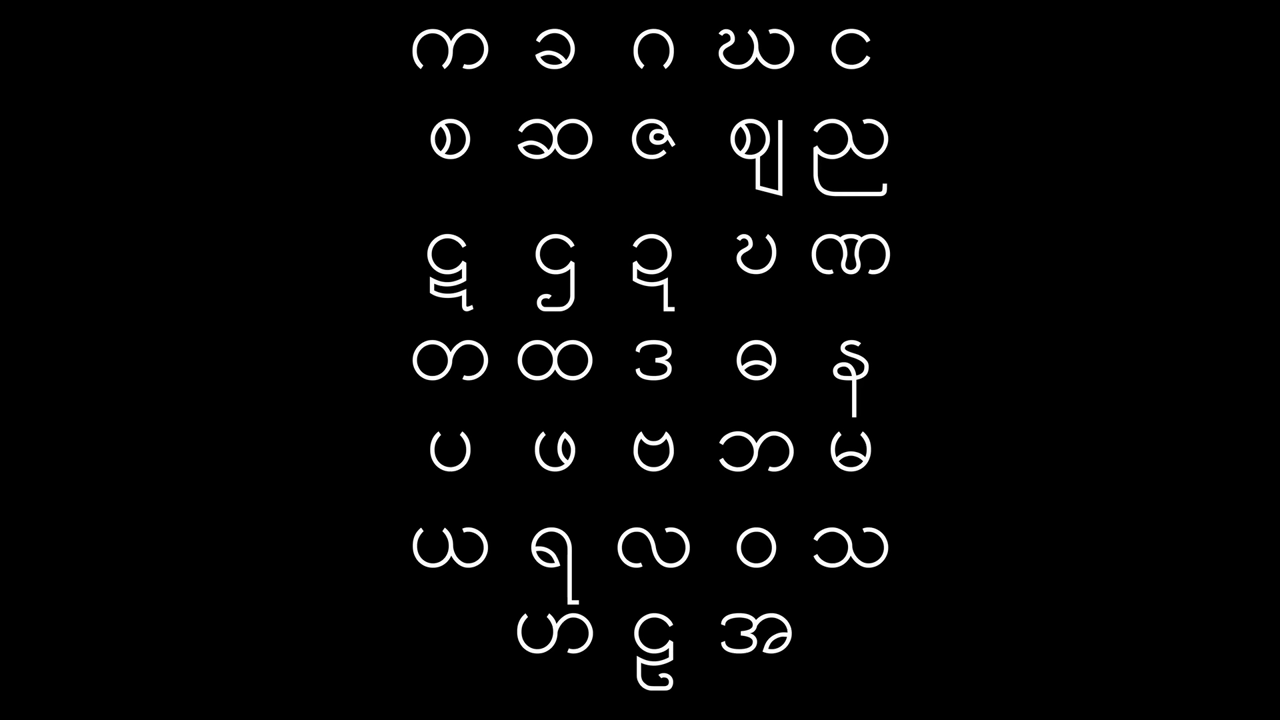 က ခ ဂ ဃ င
စ ဆ ဇ ဈ ည
ဋ ဌ ဍ ဎ ဏ
တ ထ ဒ ဓ န
ပ ဖ ဗ ဘ မ
ယ ရ လ ဝ သ
ဟ ဠ အ